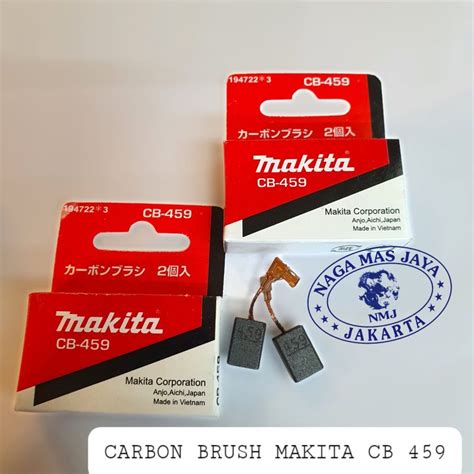 194722*3
CB-459
カーボンブラシ 2個入
makita
CB-459
Makita Corporation
Anjo,Aichi,Japan
Made in Vietnam
194722*3
CB-459
カーボンブラシ 2個入
makita
CB-459
CB-459
Makita Corporation
Anjo,Aichi,Japan
Made in Vietnam
459
459
NAGA MAS JAYA
NMJ
JAKARTA
CARBON BRUSH MAKITA CB 459